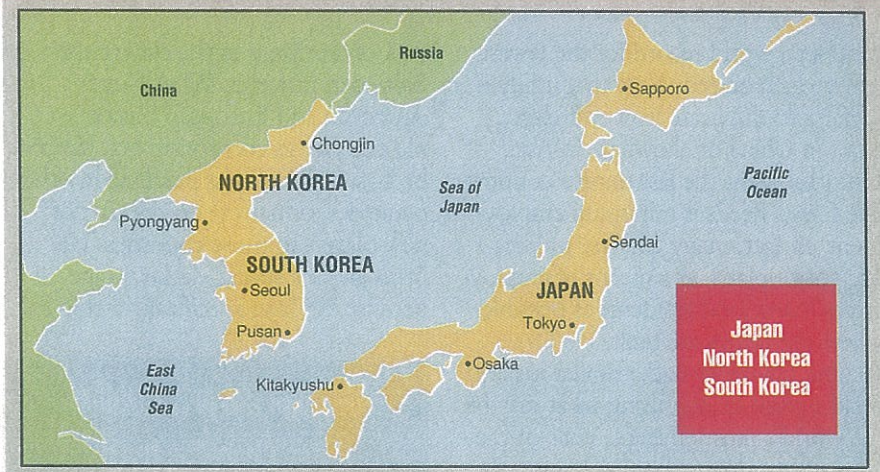 Russia
China
Sapporo
Chongjin
NORTH KOREA
Sea of
Japan
Pacific
Ocean
Pyongyang
Sendai
SOUTH KOREA
Seoul
JAPAN
Pusan
Tokyo
Japan
North Korea
South Korea
Osaka
East
China
Sea
Kitakyushu